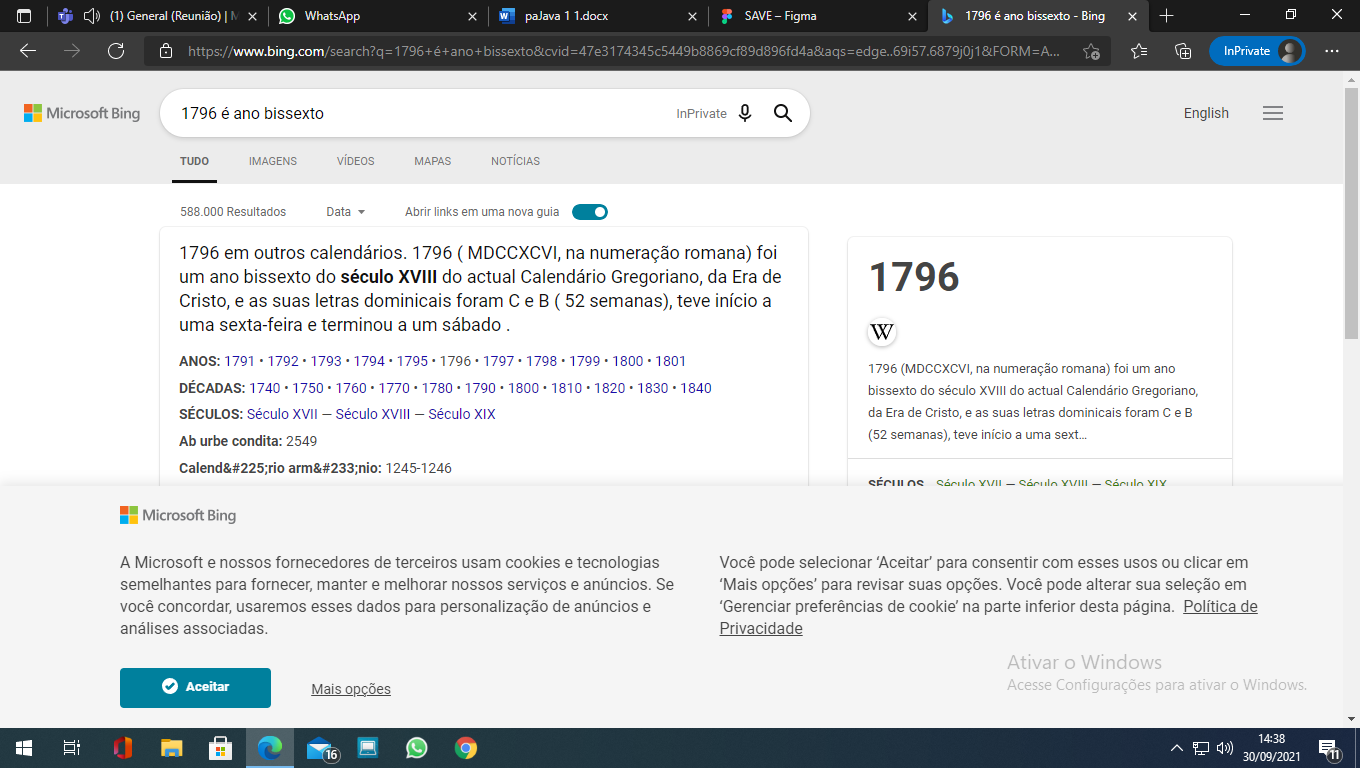 (1) General (Reunião) | M
WhatsApp
paJava 1 1.docx
SAVE – Figma
1796 é ano bissexto - Bing
https://www.bing.com/search?q=1796+é+ano+bissexto&cvid=47e3174345c5449b8869cf89d896fd4a&aqs=edge..69i57.6879j0j1&FORM=A...
InPrivate
Microsoft Bing
1796 é ano bissexto
InPrivate
English
TUDO IMAGENS VÍDEOS MAPAS NOTÍCIAS
588.000 Resultados Data Abrir links em uma nova guia
1796 em outros calendários. 1796 ( MDCCXCVI, na numeração romana) foi
um ano bissexto do século XVIII do actual Calendário Gregoriano, da Era de
Cristo, e as suas letras dominicais foram C e B ( 52 semanas), teve início a
uma sexta-feira e terminou a um sábado .
ANOS: 1791 • 1792 • 1793 • 1794 • 1795 • 1796 • 1797 • 1798 • 1799 • 1800 • 1801
DÉCADAS: 1740 • 1750 • 1760 • 1770 • 1780 • 1790 • 1800 • 1810 • 1820 • 1830 • 1840
SÉCULOS: Século XVII — Século XVIII — Século XIX
Ab urbe condita: 2549
Calend&#225;rio arm&#233;nio: 1245-1246
1796
W
1796 (MDCCXCVI, na numeração romana) foi um ano
bissexto do século XVIII do actual Calendário Gregoriano,
da Era de Cristo, e as suas letras dominicais foram C e B
(52 semanas), teve início a uma sext…
SÉCULOS Século XVII — Século XVIII — Século XIX
Microsoft Bing
A Microsoft e nossos fornecedores de terceiros usam cookies e tecnologias
semelhantes para fornecer, manter e melhorar nossos serviços e anúncios. Se
você concordar, usaremos esses dados para personalização de anúncios e
análises associadas.
Você pode selecionar ‘Aceitar’ para consentir com esses usos ou clicar em
‘Mais opções’ para revisar suas opções. Você pode alterar sua seleção em
‘Gerenciar preferências de cookie’ na parte inferior desta página. Política de
Privacidade
Aceitar
Mais opções
Ativar o Windows
Acesse Configurações para ativar o Windows.
16
14:38
30/09/2021
11